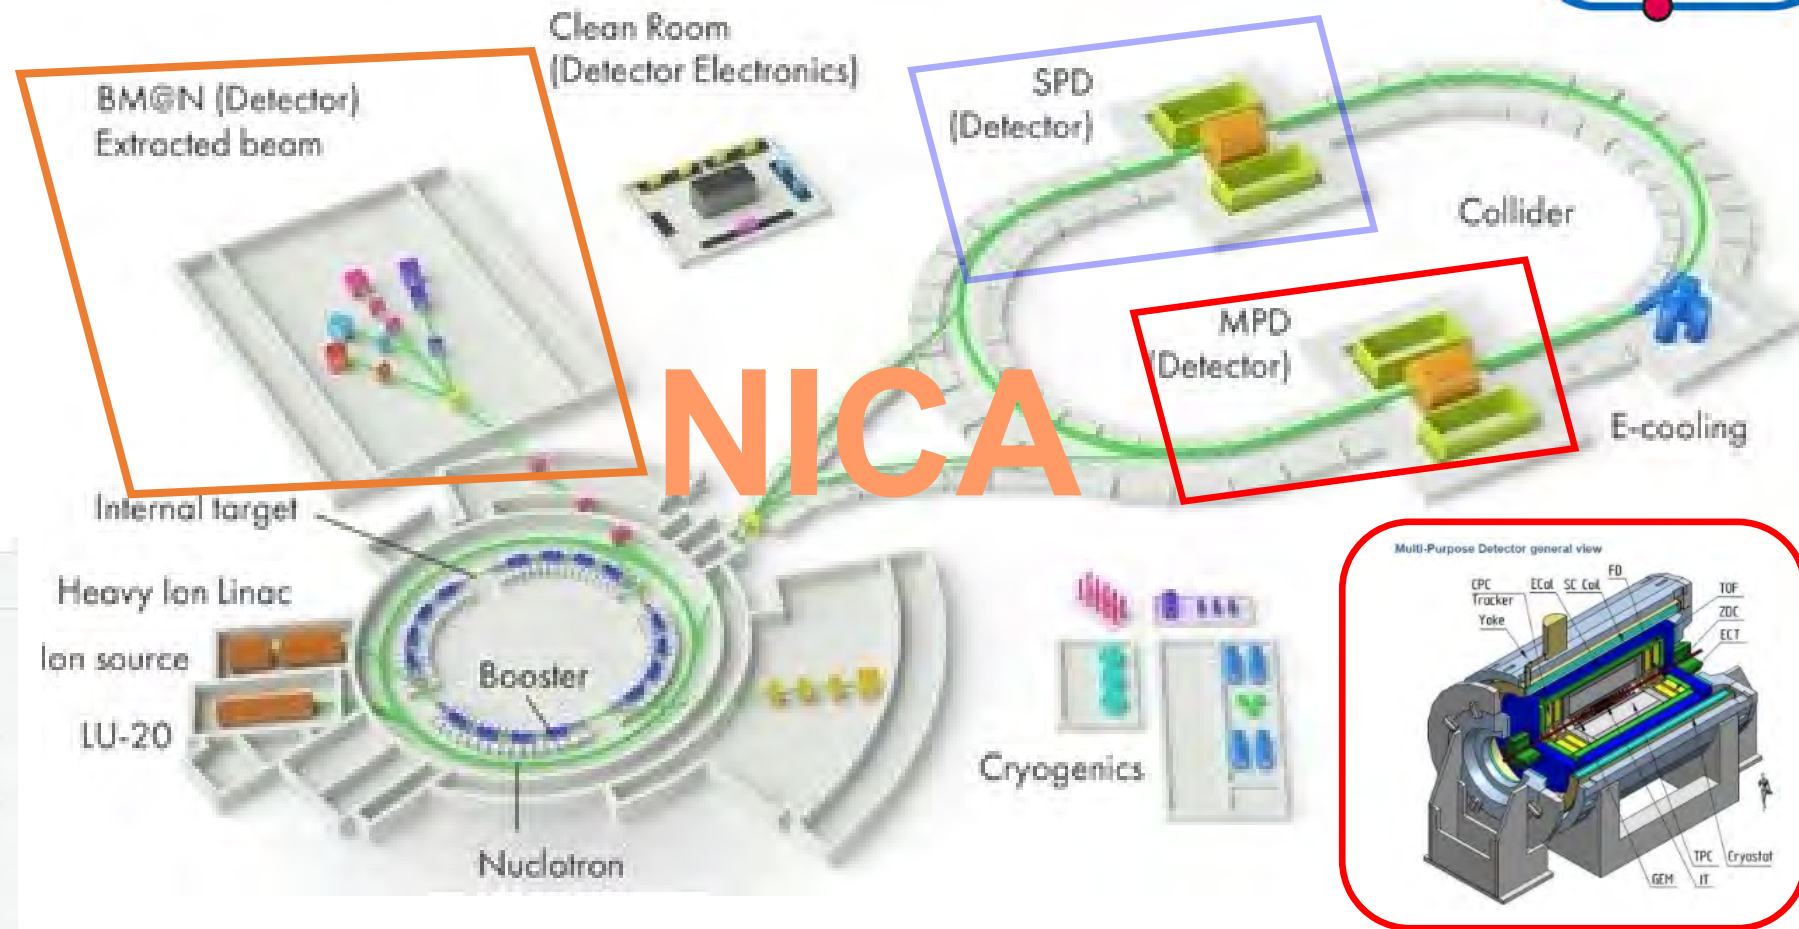 Clean Room
(Detector Electronics)
BM@N (Detector)
Extracted beam
SPD
(Detector)
Collider
MPD
(Detector)
E-cooling
NICA
Internal target
Heavy Ion Linac
Ion source
LU-20
Booster
Nuclotron
Cryogenics
Multi-Purpose Detector general view
FD
CPC
Tracker
ECal
SC Coil
TOF
Yoke
ZDC
ECT
TPC
Cryostat
GEM
IT